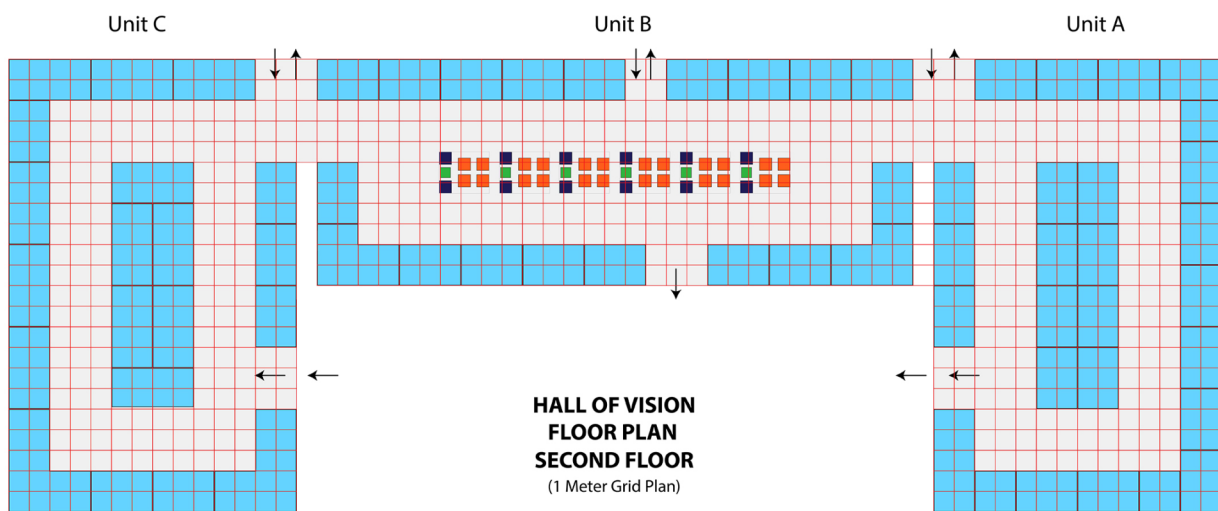 Unit C
Unit B
Unit A
HALL OF VISION
FLOOR PLAN
SECOND FLOOR
(1 Meter Grid Plan)